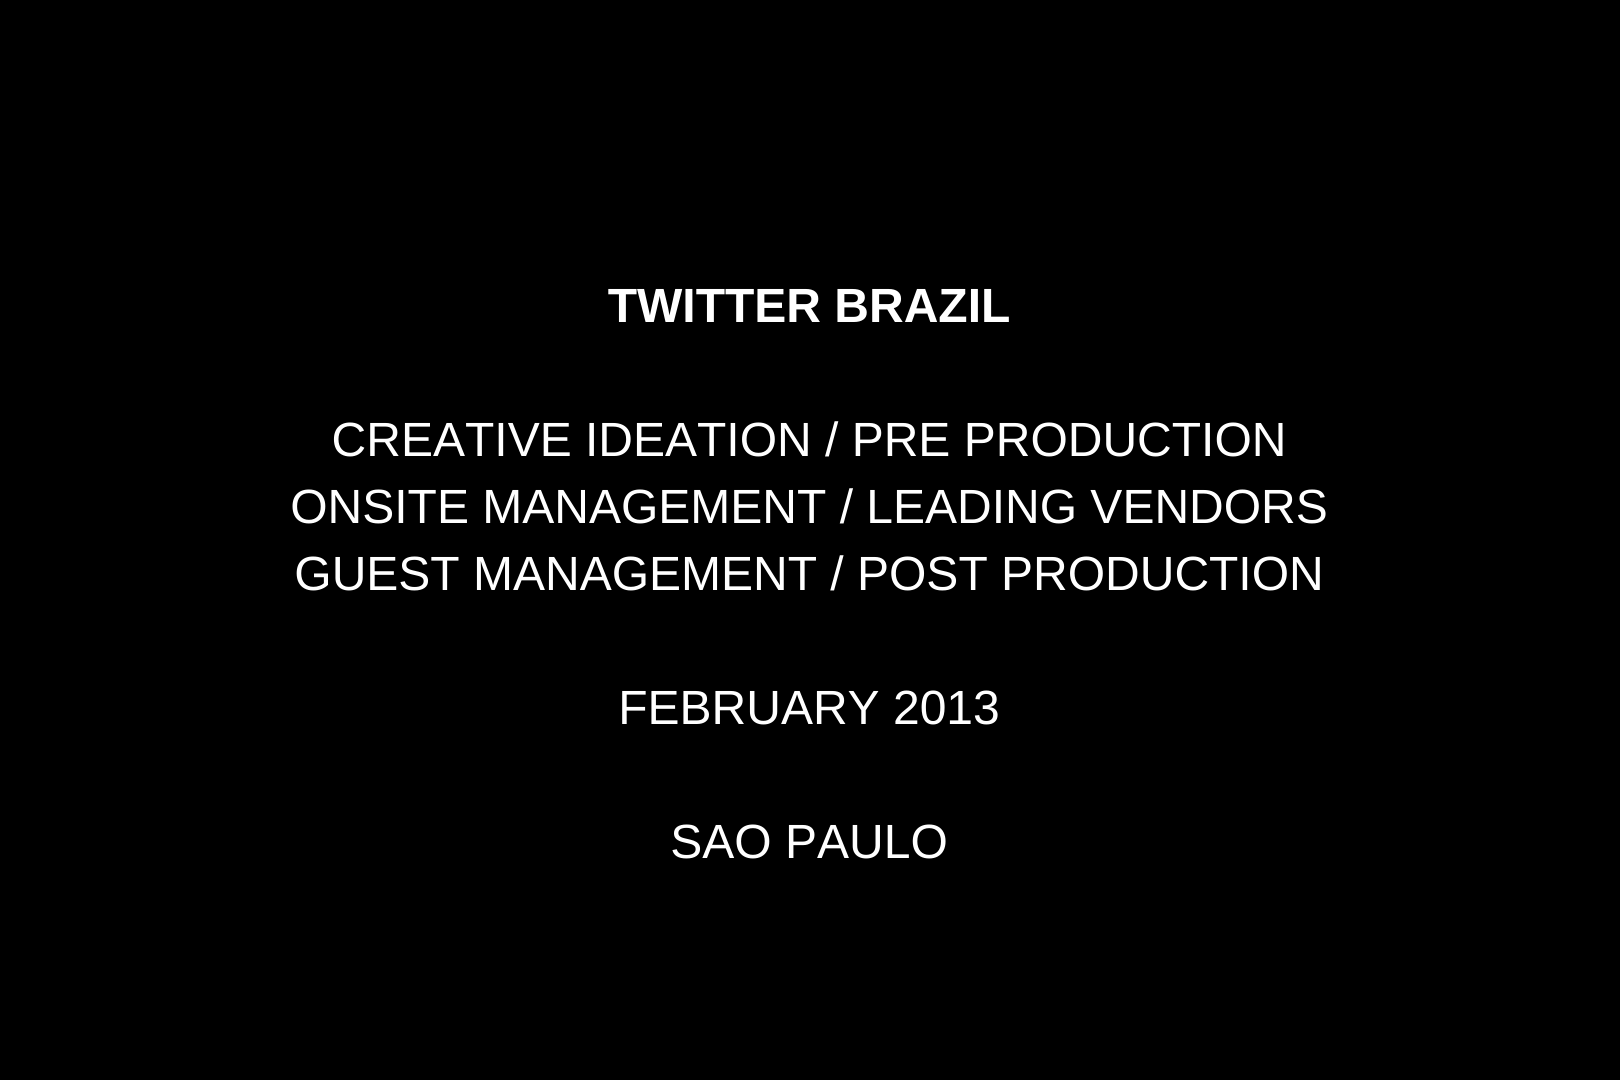 TWITTER BRAZIL
CREATIVE IDEATION / PRE PRODUCTION
ONSITE MANAGEMENT / LEADING VENDORS
GUEST MANAGEMENT / POST PRODUCTION
FEBRUARY 2013
SAO PAULO